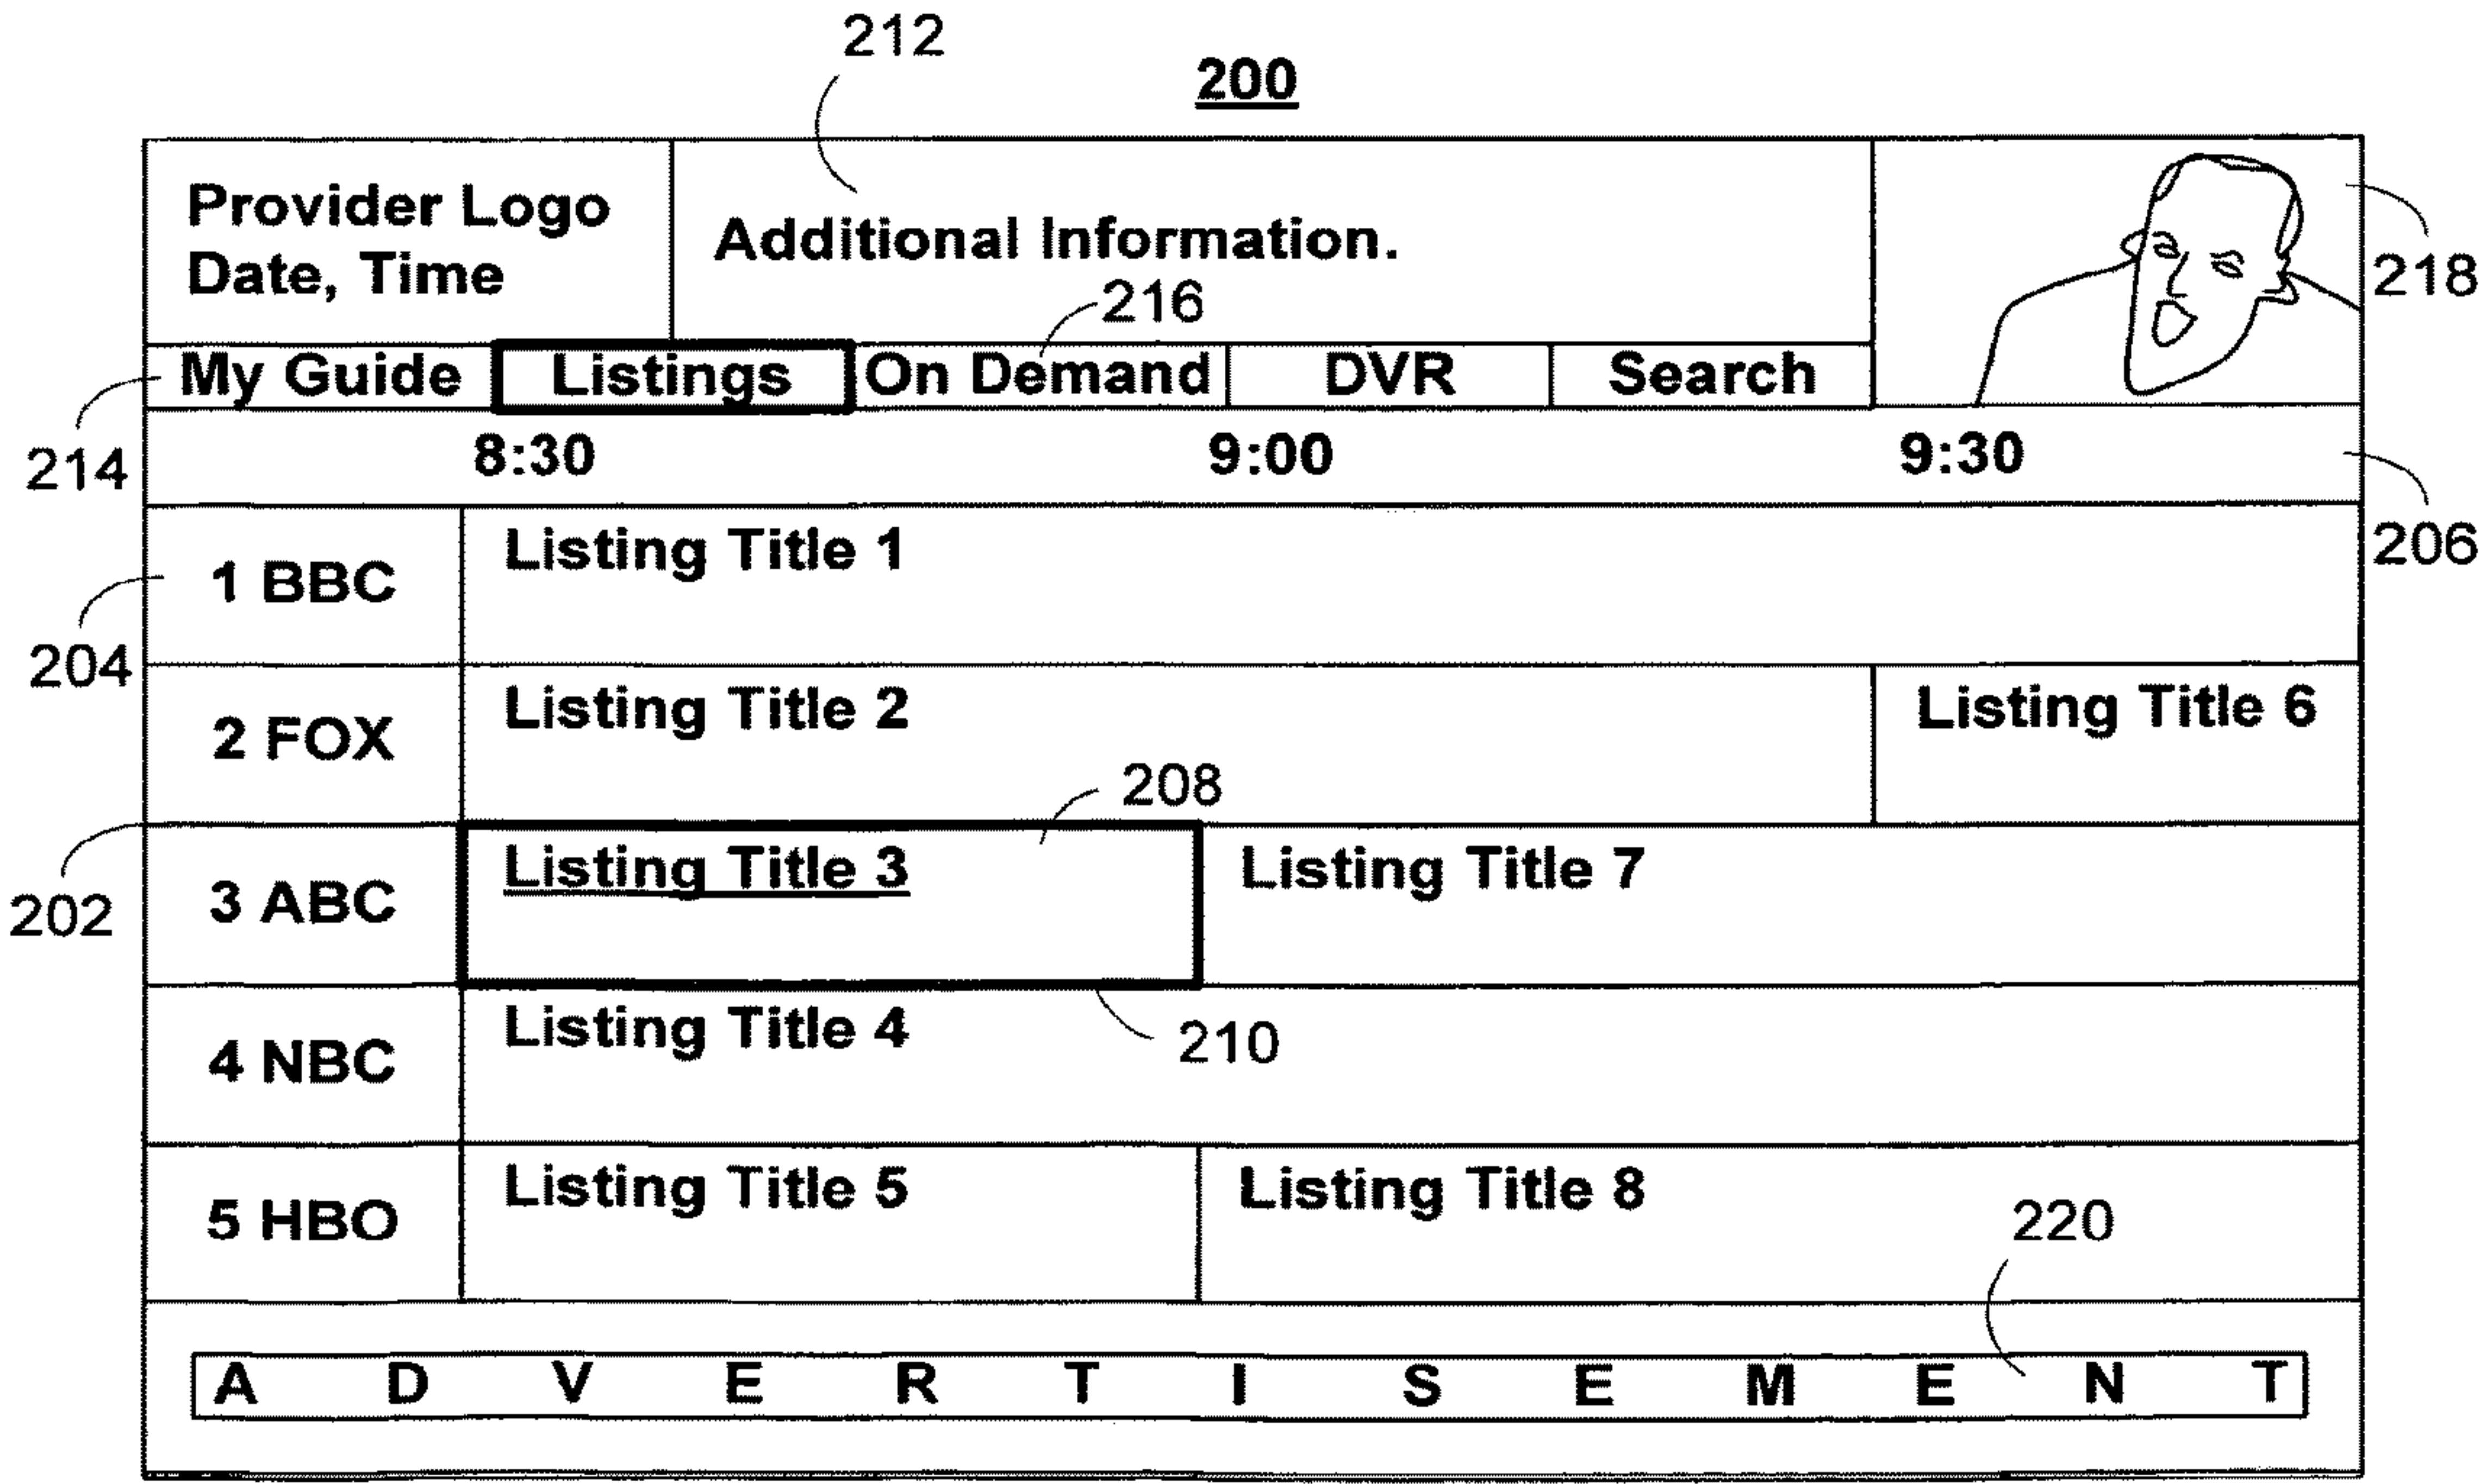 212
200
Provider Logo
Date, Time
Additional Information.
218
216
My Guide Listings On Demand DVR Search
214
8:30 9:00 9:30
206
1 BBC Listing Title 1
204
2 FOX Listing Title 2 Listing Title 6
208
202
3 ABC Listing Title 3 Listing Title 7
210
4 NBC Listing Title 4
5 HBO Listing Title 5 Listing Title 8
220
A D V E R T I S E M E N T